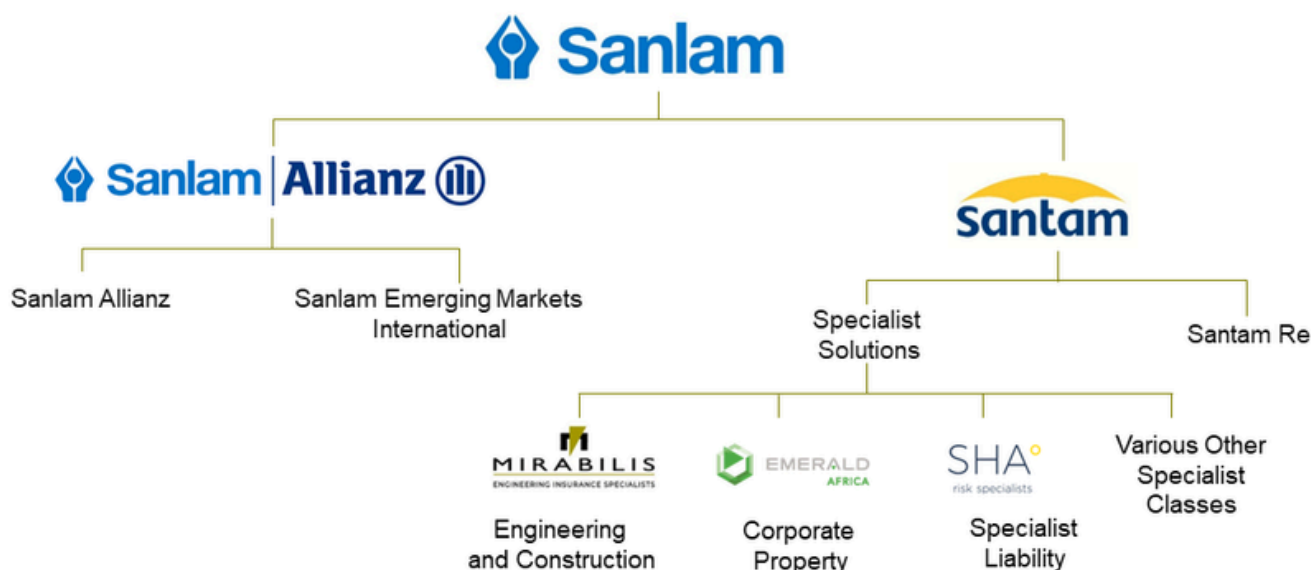 Sanlam
Sanlam Allianz
santam
Sanlam Allianz
Sanlam Emerging Markets
International
Specialist
Solutions
Santam Re
MIRABILIS
ENGINEERING INSURANCE SPECIALISTS
Engineering
and Construction
EMERALD
AFRICA
Corporate
Property
SHA
risk specialists
Specialist
Liability
Various Other
Specialist
Classes